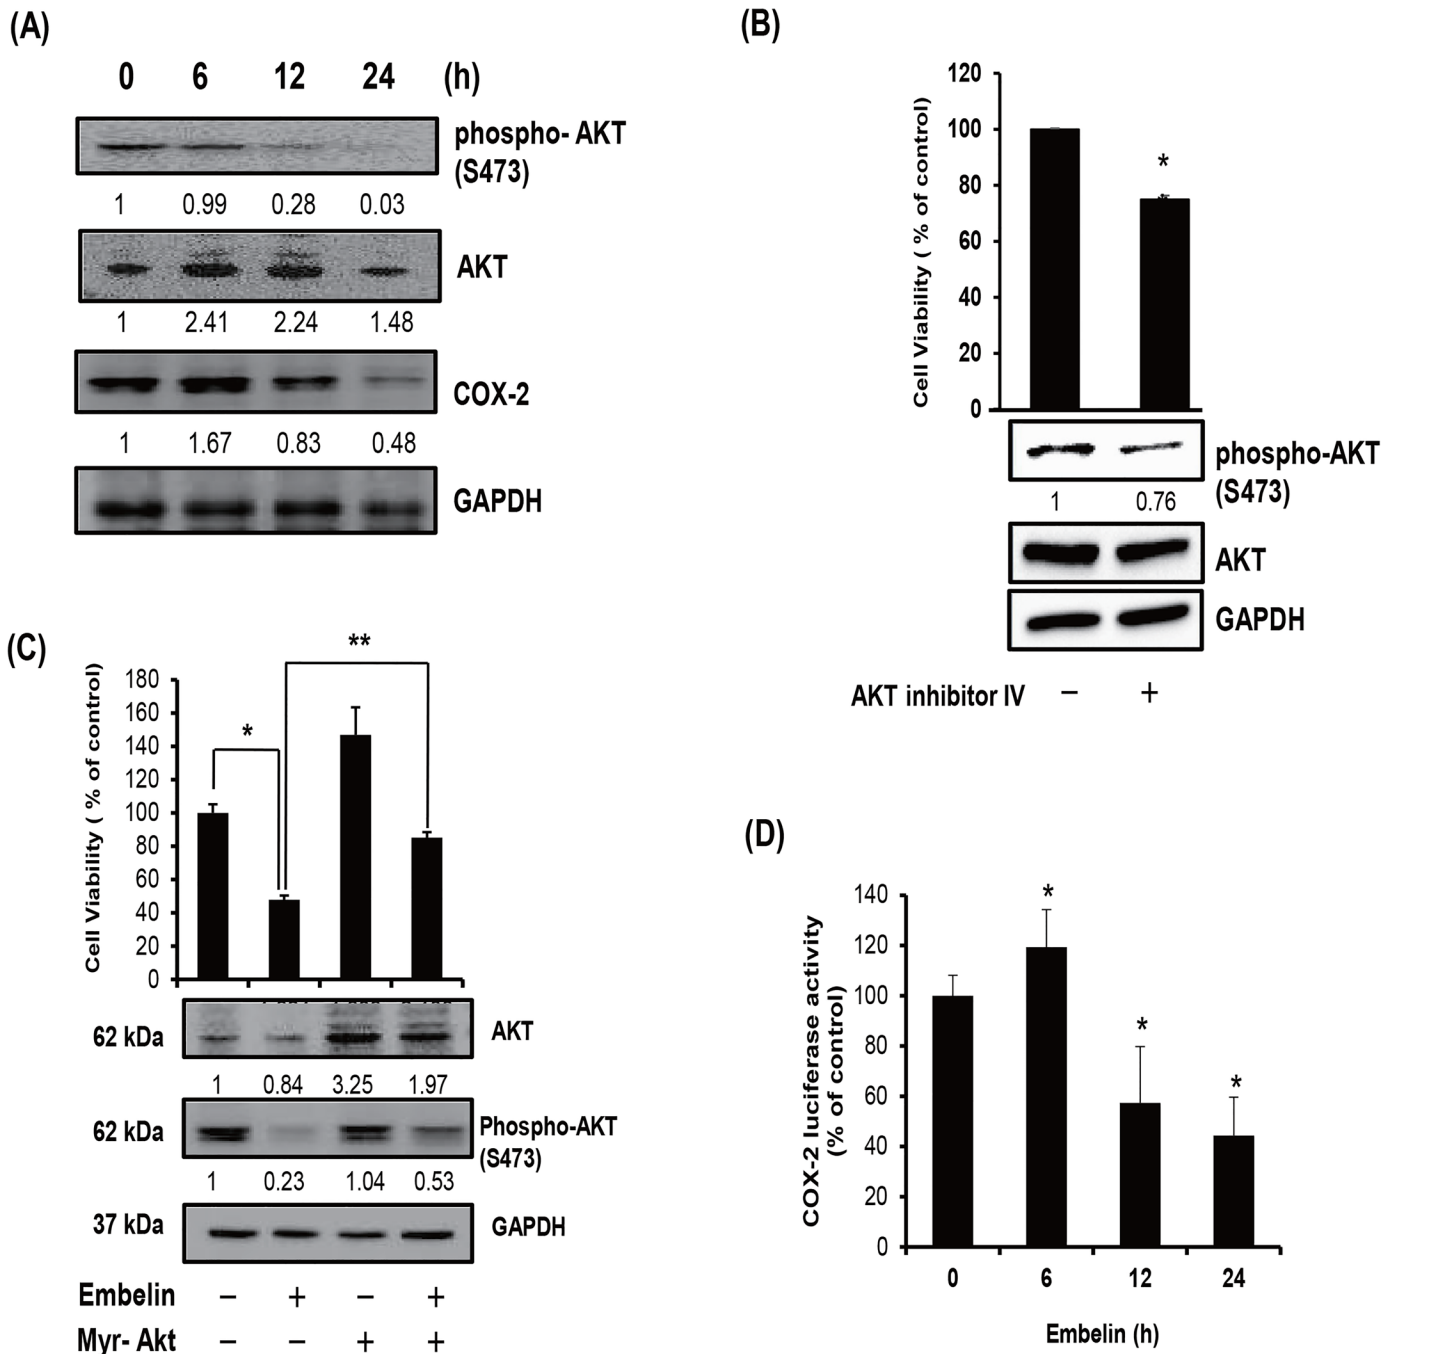 (A)
0 6 12 24 (h)
phospho- AKT
(S473)
1 0.99 0.28 0.03
AKT
1 2.41 2.24 1.48
COX-2
1 1.67 0.83 0.48
GAPDH
(B)
Cell Viability ( % of control)
120
100
80
60
40
20
0
*
phospho-AKT
(S473)
1 0.76
AKT
GAPDH
AKT inhibitor IV − +
(C)
Cell Viability ( % of control)
180
160
140
120
100
80
60
40
20
0
*
**
62 kDa AKT
1 0.84 3.25 1.97
62 kDa Phospho-AKT
(S473)
1 0.23 1.04 0.53
37 kDa GAPDH
Embelin − + − +
Myr- Akt − − + +
(D)
COX-2 luciferase activity
(% of control)
140
120
100
80
60
40
20
0
*
*
*
0 6 12 24
Embelin (h)